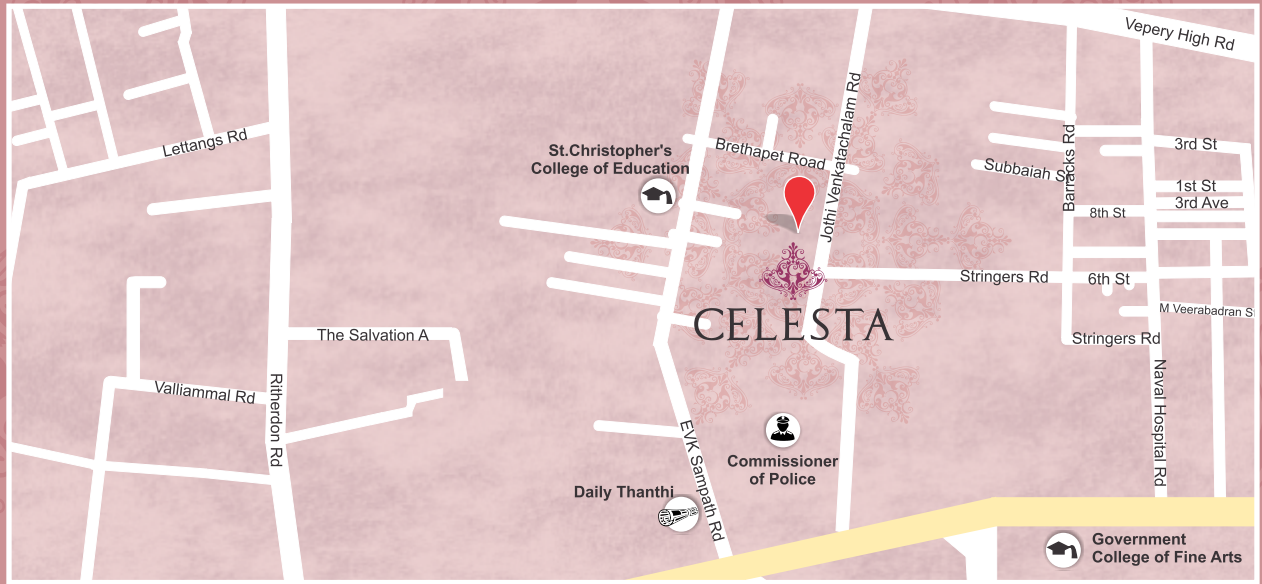 Vepery High Rd
Lettangs Rd
St.Christopher's
College of Education
Brethapet Road
Jothi Venkatachalam Rd
Barracks Rd
3rd St
Subbaiah S
1st St
3rd Ave
8th St
Stringers Rd
6th St
M Veerabadran S
CELESTA
The Salvation A
Stringers Rd
Valliammal Rd
Ritherdon Rd
Naval Hospital Rd
EVK Sampath Rd
Commissioner
of Police
Daily Thanthi
Government
College of Fine Arts